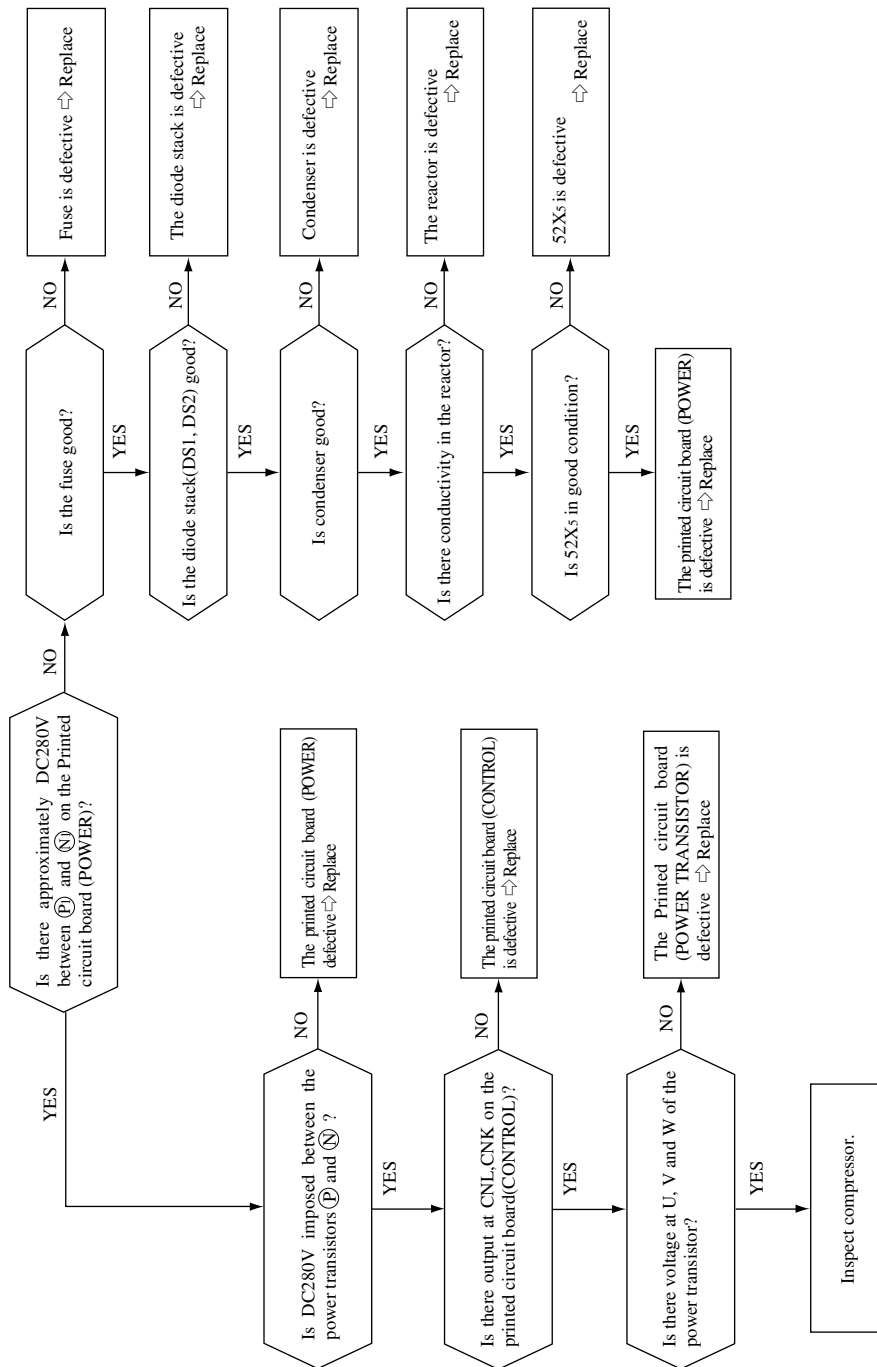 Is there approximately DC280V
between Ⓟ1 and Ⓝ on the Printed
circuit board (POWER)?
NO
Is the fuse good?
NO
Fuse is defective ⇨ Replace
YES
Is the diode stack(DS1, DS2) good?
NO
The diode stack is defective
⇨ Replace
YES
Is condenser good?
NO
Condenser is defective
⇨ Replace
YES
Is there conductivity in the reactor?
NO
The reactor is defective
⇨ Replace
YES
Is 52X5 in good condition?
NO
52X5 is defective
⇨ Replace
YES
The printed circuit board (POWER)
is defective ⇨ Replace
YES
Is DC280V imposed between the
power transistors Ⓟ and Ⓝ ?
NO
The printed circuit board (POWER)
defective ⇨ Replace
YES
Is there output at CNL,CNK on the
printed circuit board(CONTROL)?
NO
The printed circuit board (CONTROL)
is defective ⇨ Replace
YES
Is there voltage at U, V and W of the
power transistor?
NO
The Printed circuit board
(POWER TRANSISTOR) is
defective ⇨ Replace
YES
Inspect compressor.